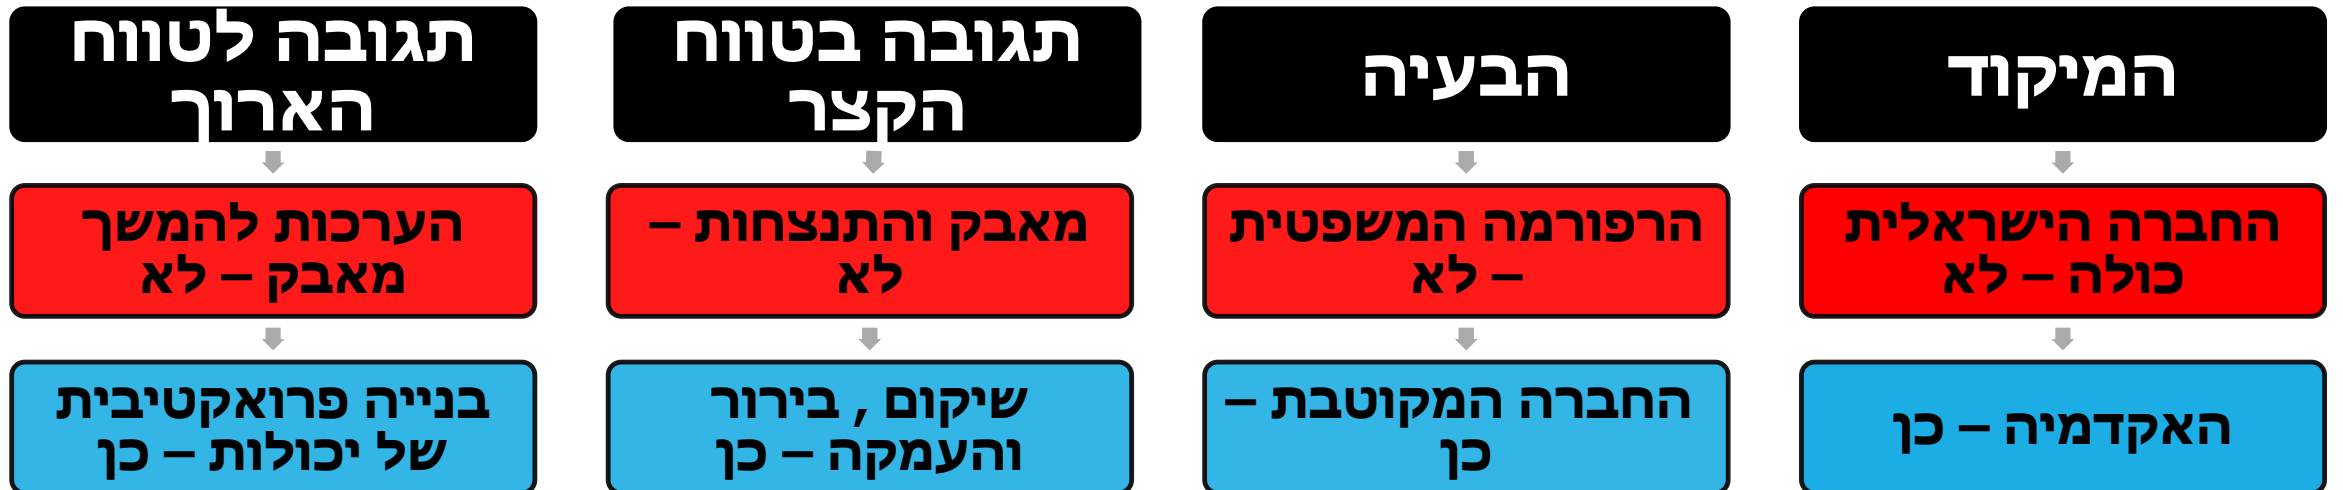 המיקוד
החברה הישראלית
כולה – לא
האקדמיה – כן
הבעיה
הרפורמה המשפטית
– לא
החברה המקוטבת –
כן
תגובה בטווח
הקצר
מאבק והתנצחות –
לא
שיקום , בירור
והעמקה – כן
תגובה לטווח
הארוך
הערכות להמשך
מאבק – לא
בנייה פרואקטיבית
של יכולות – כן